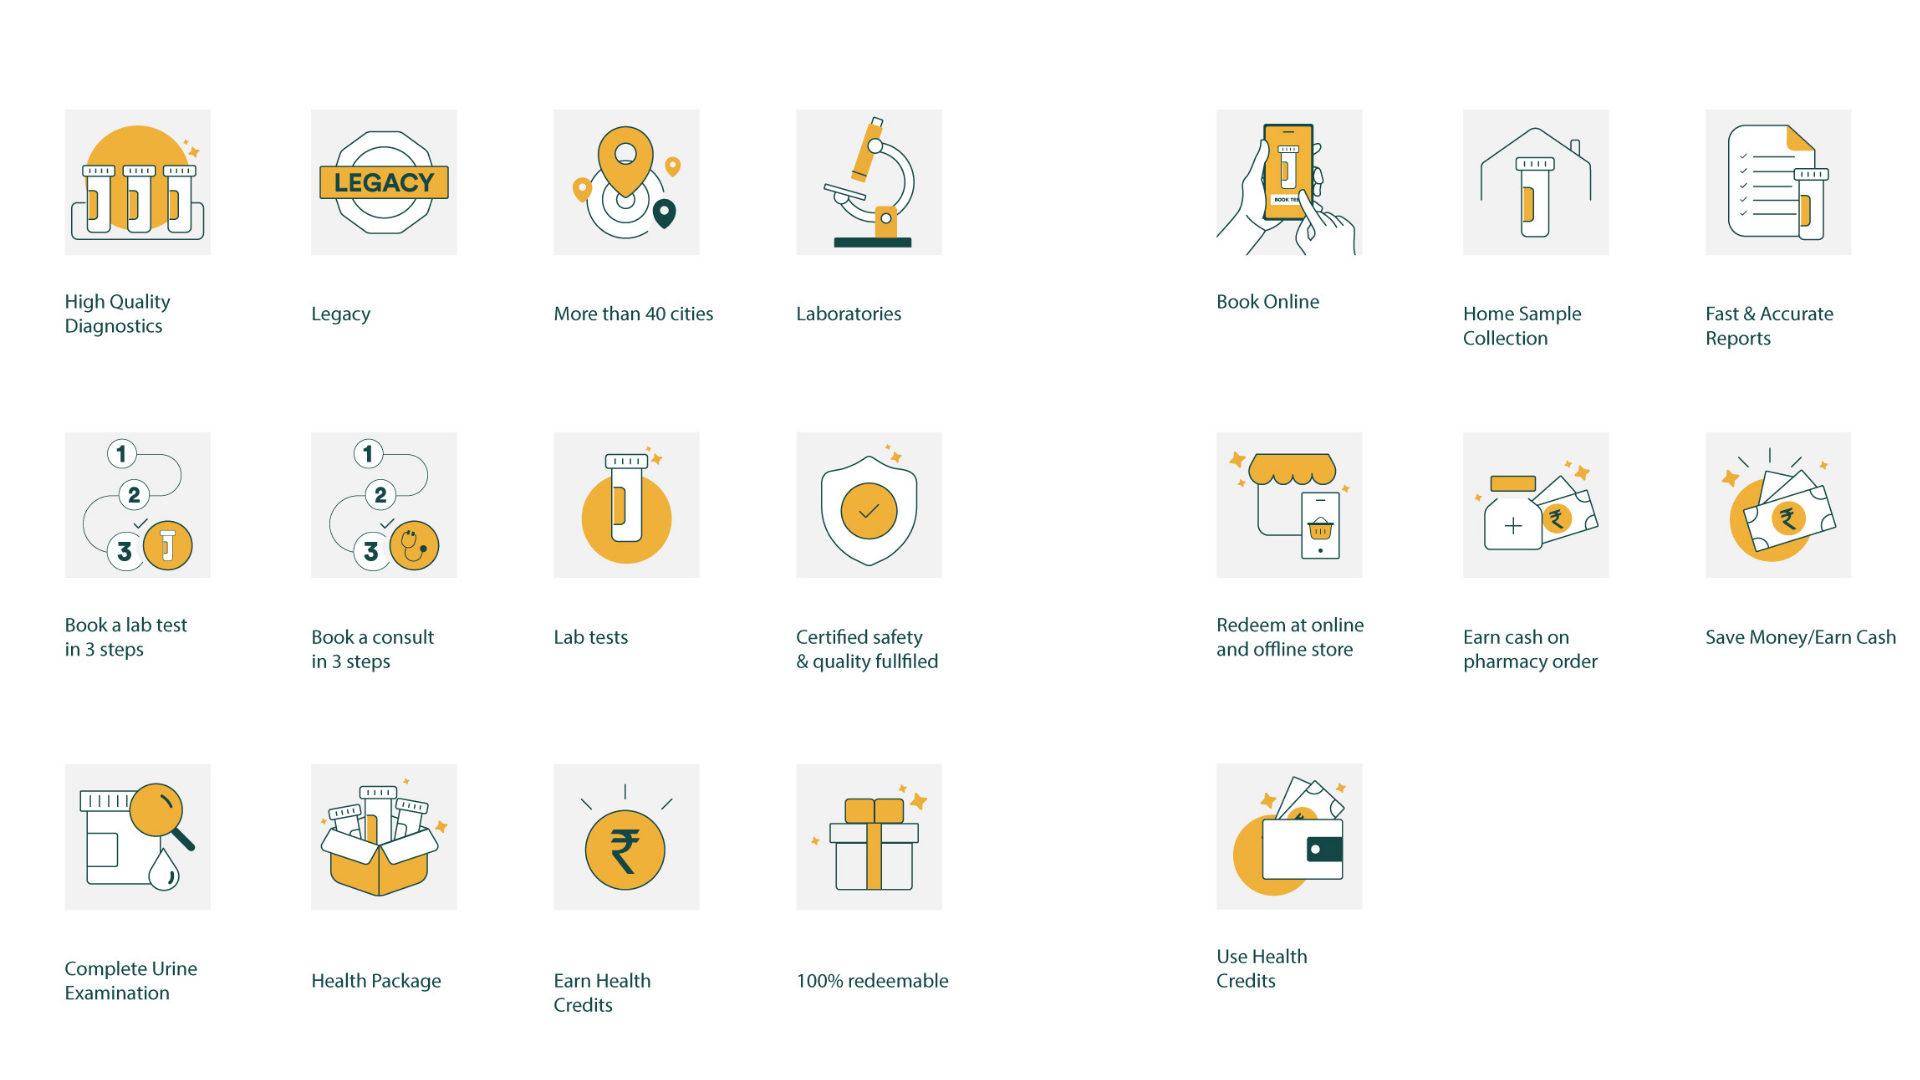 LEGACY
BOOK TES
High Quality
Diagnostics
Legacy
More than 40 cities
Laboratories
Book Online
Home Sample
Collection
Fast & Accurate
Reports
1
2
3
1
2
3
₹
₹
Book a lab test
in 3 steps
Book a consult
in 3 steps
Lab tests
Certified safety
& quality fullfiled
Redeem at online
and offline store
Earn cash on
pharmacy order
Save Money/Earn Cash
₹
Complete Urine
Examination
Health Package
Earn Health
Credits
100% redeemable
Use Health
Credits